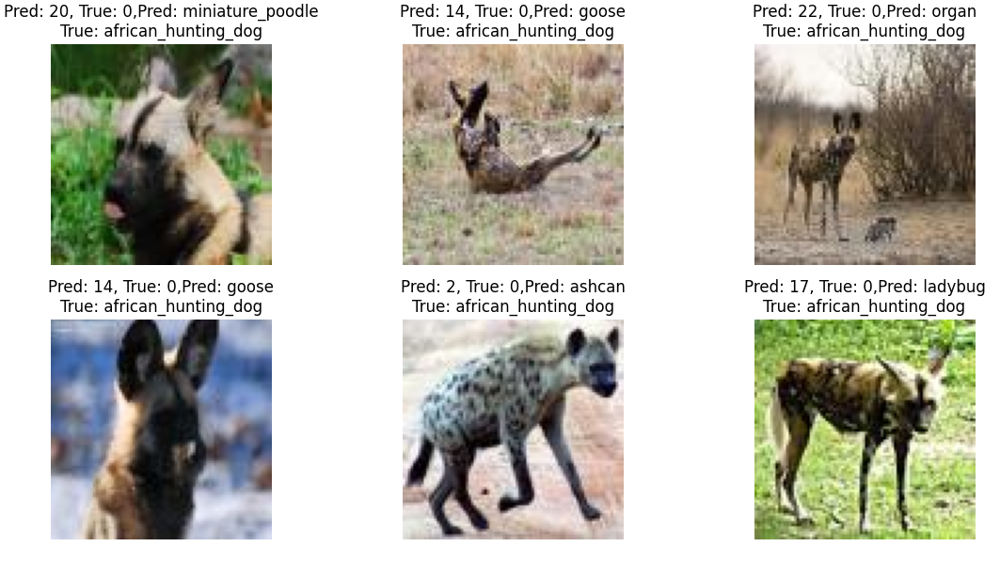 Pred: 20, True: 0,Pred: miniature_poodle
True: african_hunting_dog
Pred: 14, True: 0,Pred: goose
True: african_hunting_dog
Pred: 22, True: 0,Pred: organ
True: african_hunting_dog
Pred: 14, True: 0,Pred: goose
True: african_hunting_dog
Pred: 2, True: 0,Pred: ashcan
True: african_hunting_dog
Pred: 17, True: 0,Pred: ladybug
True: african_hunting_dog